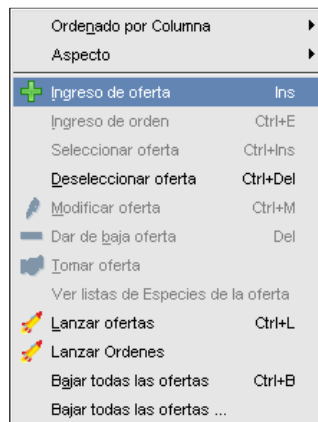 Ordenado por Columna
Aspecto
Ingreso de oferta Ins
Ingreso de orden Ctrl+E
Seleccionar oferta Ctrl+Ins
Deseleccionar oferta Ctrl+Del
Modificar oferta Ctrl+M
Dar de baja oferta Del
Tomar oferta
Ver listas de Especies de la oferta
Lanzar ofertas Ctrl+L
Lanzar Ordenes
Bajar todas las ofertas Ctrl+B
Bajar todas las ofertas ...